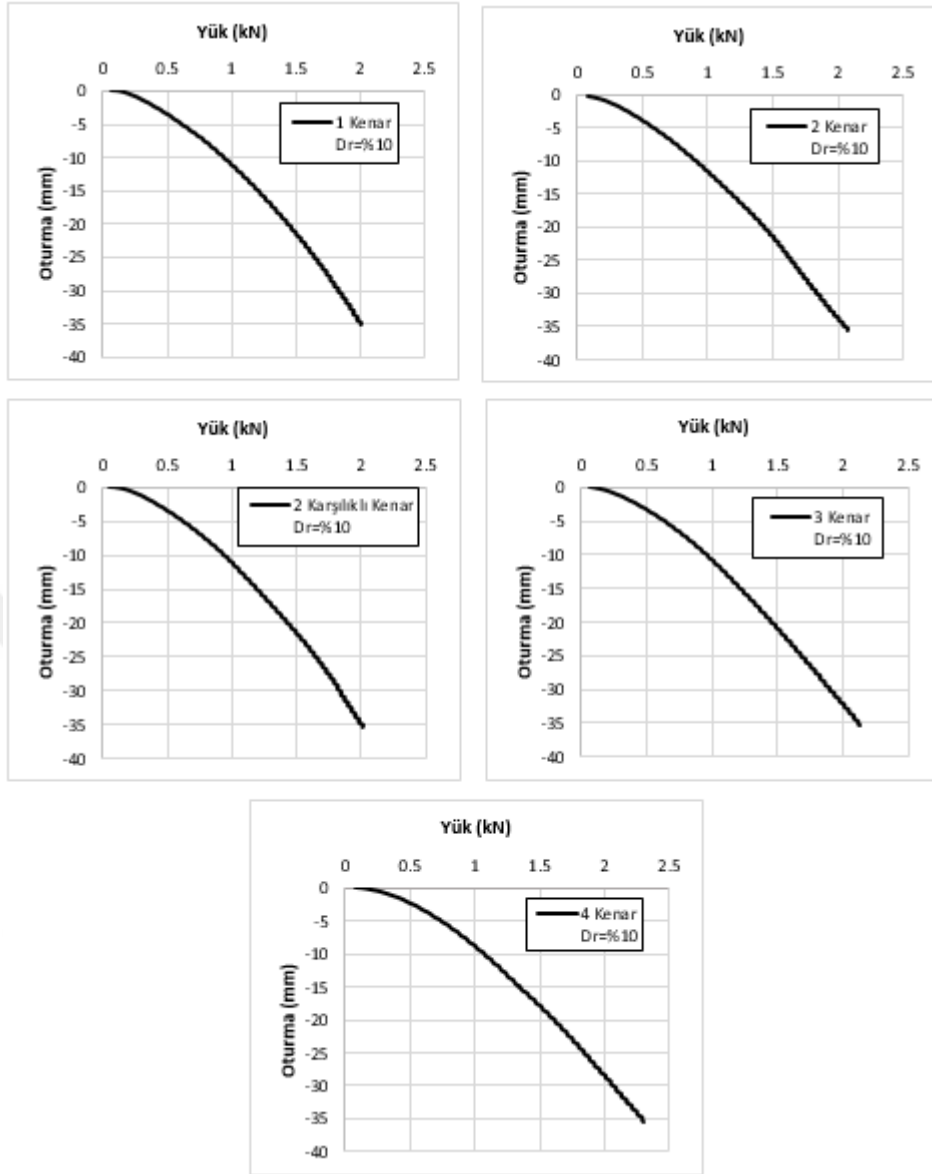 Yük (kN)
0 0.5 1 1.5 2 2.5
0
-5
-10
-15
-20
-25
-30
-35
-40
Oturma (mm)
1 Kenar
Dr=%10
Yük (kN)
0 0.5 1 1.5 2 2.5
0
-5
-10
-15
-20
-25
-30
-35
-40
Oturma (mm)
2 Kenar
Dr=%10
Yük (kN)
0 0.5 1 1.5 2 2.5
0
-5
-10
-15
-20
-25
-30
-35
-40
Oturma (mm)
2 Karşılıklı Kenar
Dr=%10
Yük (kN)
0 0.5 1 1.5 2 2.5
0
-5
-10
-15
-20
-25
-30
-35
-40
Oturma (mm)
3 Kenar
Dr=%10
Yük (kN)
0 0.5 1 1.5 2 2.5
0
-5
-10
-15
-20
-25
-30
-35
-40
Oturma (mm)
4 Kenar
Dr=%10